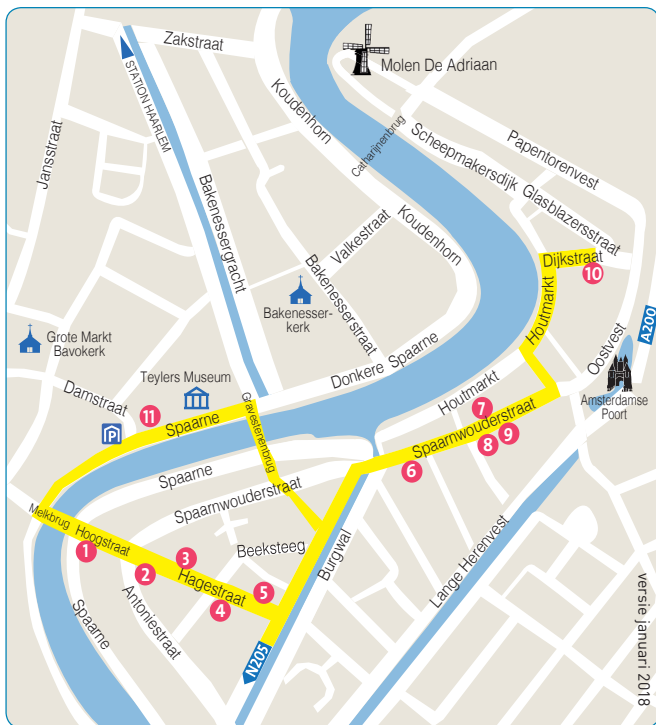 Zakstraat
Molen De Adriaan
STATION HAARLEM
Koudenhorn
Jansstraat
Catharijnenbrug
Papentorenvest
Scheepmakersdijk
Glasblazersstraat
Bakenessergracht
Valkestraat
Koudenhorn
Dijkstraat
10
Bakenesserstraat
Houtmarkt
Bakenesser-
kerk
Grote Markt
Bavokerk
Oostvest
A200
Donkere Spaarne
Teylers Museum
Damstraat
11
Spaarne
P
Gravestenenbrug
Houtmarkt
7
Amsterdamse
Poort
Spaarnwouderstraat
6
8
9
Spaarne
Spaarnwouderstraat
Melkbrug
Hoogstraat
1
2
3
Beeksteeg
Burgwal
Hagestraat
4
5
Lange Herenvest
Antoniestraat
Spaarne
N205
versie januari 2018